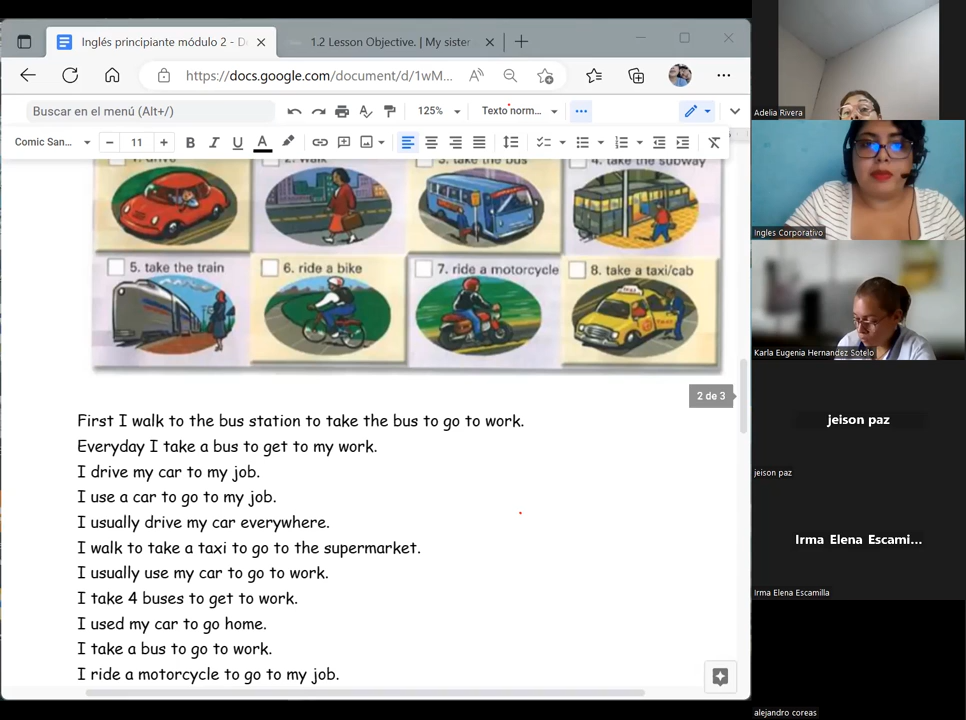 Inglés principiante módulo 2 - D
1.2 Lesson Objective. | My sister
https://docs.google.com/document/d/1wM...
Buscar en el menú (Alt+/)
125%
Texto norm...
Comic San...
11
1. drive
2. walk
3. take the bus
4. take the subway
5. take the train
6. ride a bike
7. ride a motorcycle
8. take a taxi/cab
TAXI
2 de 3
First I walk to the bus station to take the bus to go to work.
Everyday I take a bus to get to my work.
I drive my car to my job.
I use a car to go to my job.
I usually drive my car everywhere.
I walk to take a taxi to go to the supermarket.
I usually use my car to go to work.
I take 4 buses to get to work.
I used my car to go home.
I take a bus to go to work.
I ride a motorcycle to go to my job.
Adelia Rivera
Ingles Corporativo
Karla Eugenia Hernandez Sotelo
jeison paz
jeison paz
Irma Elena Escami...
Irma Elena Escamilla
alejandro coreas